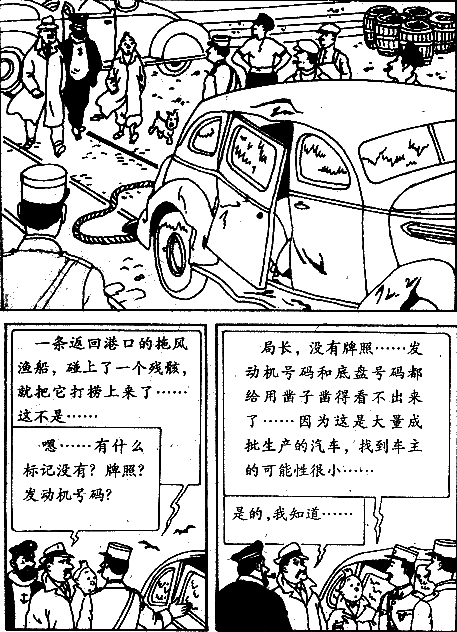 一条返回港口的拖风
渔船，碰上了一个残骸，
就把它打捞上来了……
这不是……
嗯……有什么
标记没有？牌照？
发动机号码？
局长，没有牌照……发
动机号码和底盘号码都
给用凿子凿得看不出来
了……因为这是大量成
批生产的汽车，找到车主
的可能性很小……
是的，我知道……